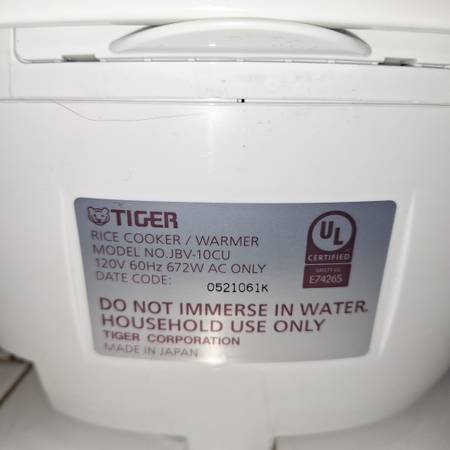 TIGER
RICE COOKER / WARMER
MODEL NO.JBV-10CU
120V 60Hz 672W AC ONLY
DATE CODE: 0521061K
UL
CERTIFIED
E74265
DO NOT IMMERSE IN WATER.
HOUSEHOLD USE ONLY
TIGER CORPORATION
MADE IN JAPAN